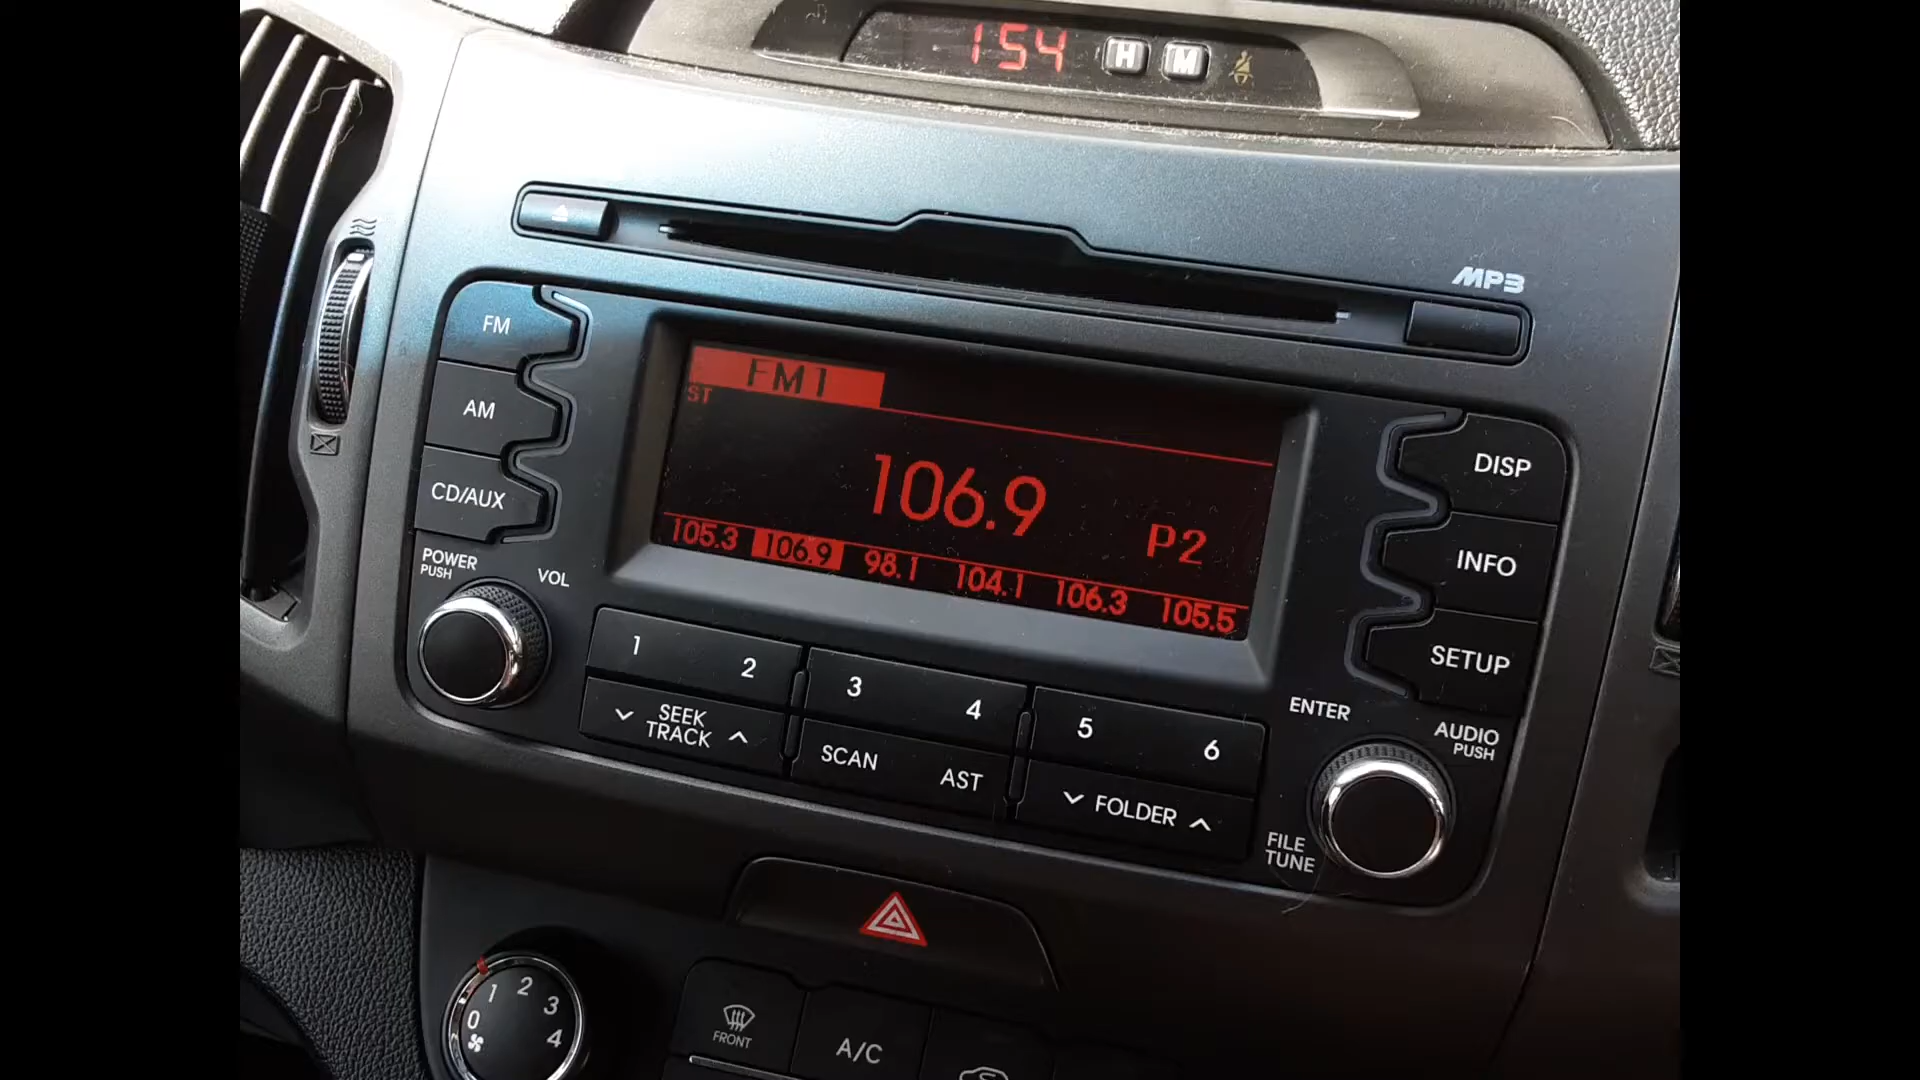 154 H M
MP3
FM
AM
CD/AUX
POWER
PUSH
VOL
FM1
ST
106.9
P2
105.3 106.9 98.1 104.1 106.3 105.5
DISP
INFO
SETUP
1 2 3 4 5 6
SEEK
TRACK
SCAN AST
FOLDER
ENTER
AUDIO
PUSH
FILE
TUNE
0 1 2 3 4
FRONT
A/C